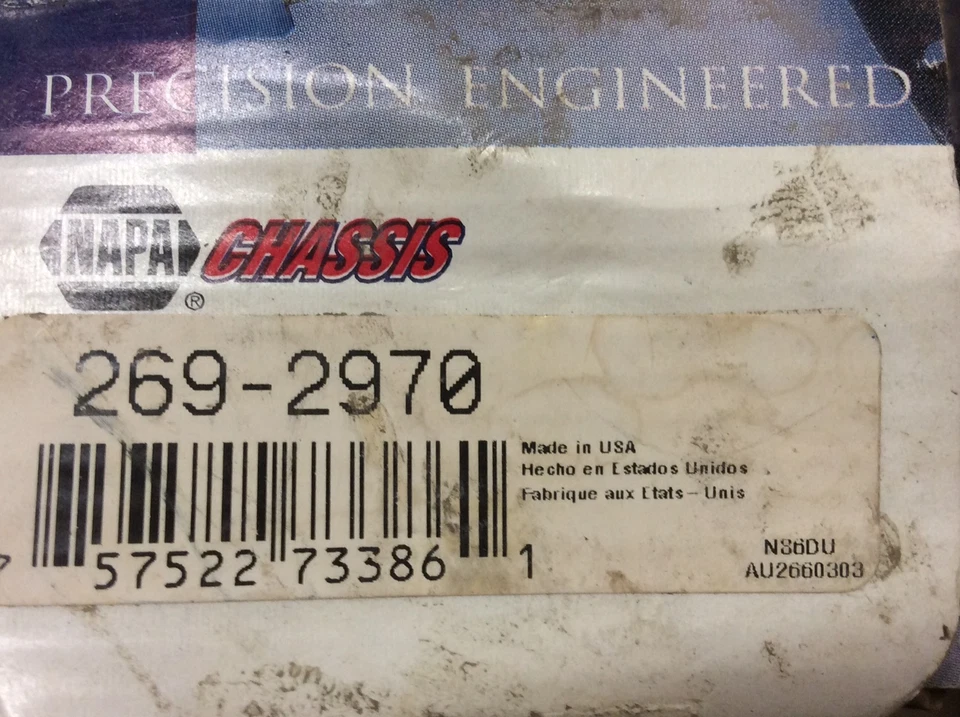 PRECISION ENGINEERED
NAPA CHASSIS
®
269-2970
Made in USA
Hecho en Estados Unidos
Fabrique aux Etats-Unis
57522 73386 1
N86DU
AU2660303